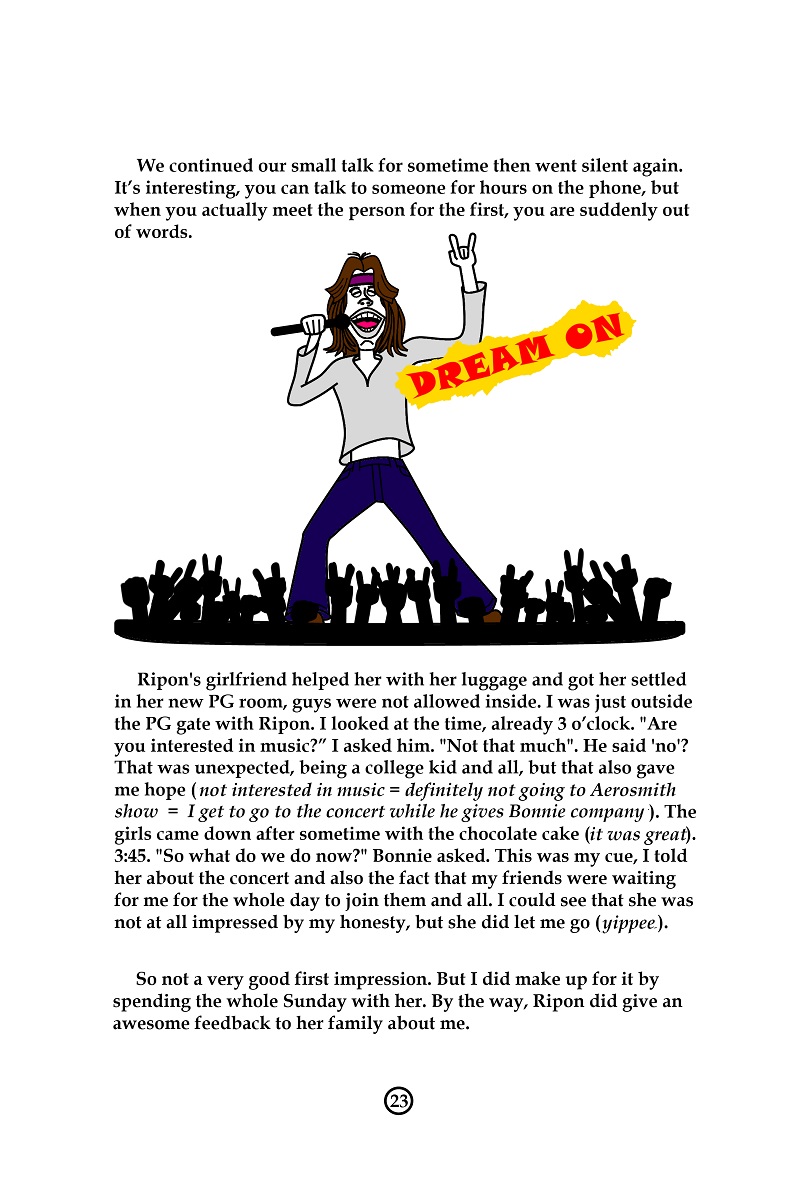 We continued our small talk for sometime then went silent again.
It’s interesting, you can talk to someone for hours on the phone, but
when you actually meet the person for the first, you are suddenly out
of words.
DREAM ON
Ripon's girlfriend helped her with her luggage and got her settled
in her new PG room, guys were not allowed inside. I was just outside
the PG gate with Ripon. I looked at the time, already 3 o’clock. "Are
you interested in music?” I asked him. "Not that much". He said 'no'?
That was unexpected, being a college kid and all, but that also gave
me hope (not interested in music = definitely not going to Aerosmith
show = I get to go to the concert while he gives Bonnie company). The
girls came down after sometime with the chocolate cake (it was great).
3:45. "So what do we do now?" Bonnie asked. This was my cue, I told
her about the concert and also the fact that my friends were waiting
for me for the whole day to join them and all. I could see that she was
not at all impressed by my honesty, but she did let me go (yippee.).
So not a very good first impression. But I did make up for it by
spending the whole Sunday with her. By the way, Ripon did give an
awesome feedback to her family about me.
23